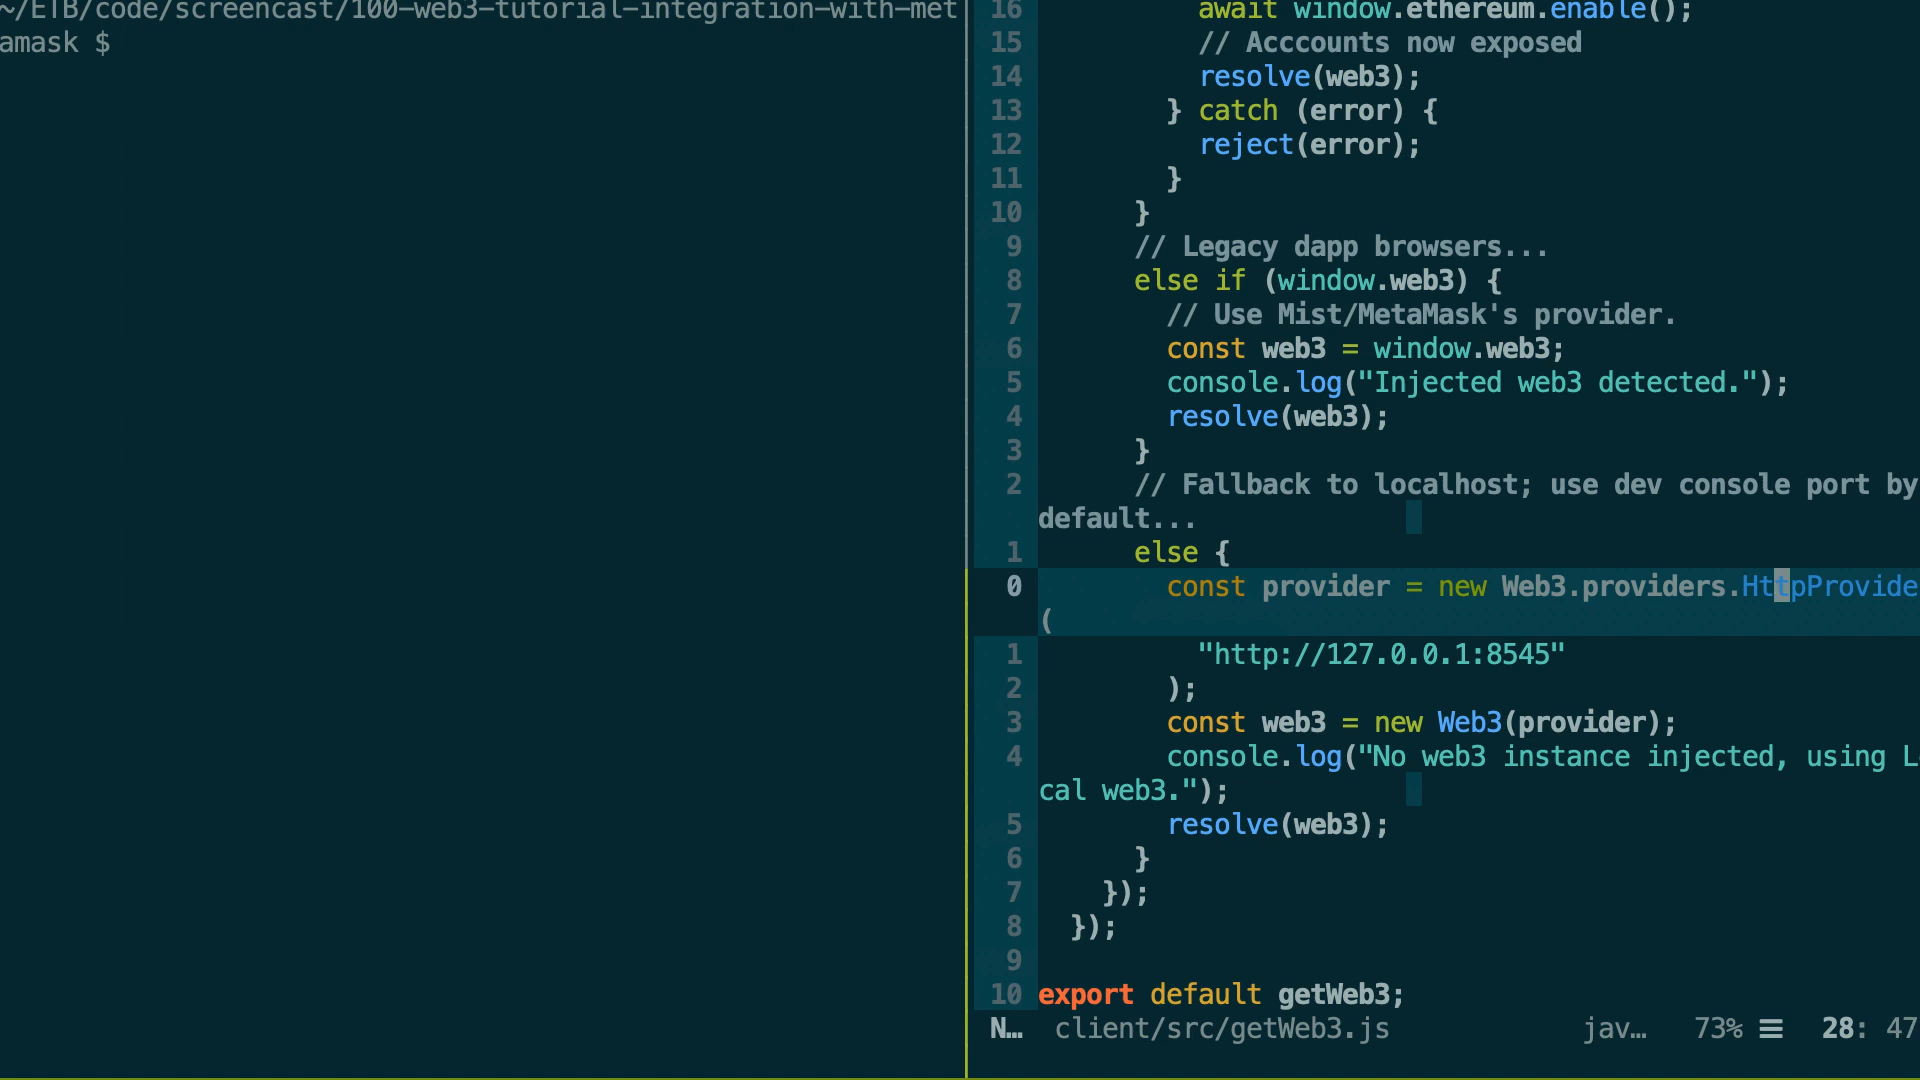 ~/ETB/code/screencast/100-web3-tutorial-integration-with-met
amask $
16 await window.ethereum.enable();
15 // Acccounts now exposed
14 resolve(web3);
13 } catch (error) {
12 reject(error);
11 }
10 }
9 // Legacy dapp browsers...
8 else if (window.web3) {
7 // Use Mist/MetaMask's provider.
6 const web3 = window.web3;
5 console.log("Injected web3 detected.");
4 resolve(web3);
3 }
2 // Fallback to localhost; use dev console port by
default...
1 else {
0 const provider = new Web3.providers.HttpProvide
(
1 "http://127.0.0.1:8545"
2 );
3 const web3 = new Web3(provider);
4 console.log("No web3 instance injected, using Lo
cal web3.");
5 resolve(web3);
6 }
7 });
8 });
9
10 export default getWeb3;
N… client/src/getWeb3.js jav… 73% ☰ 28: 47